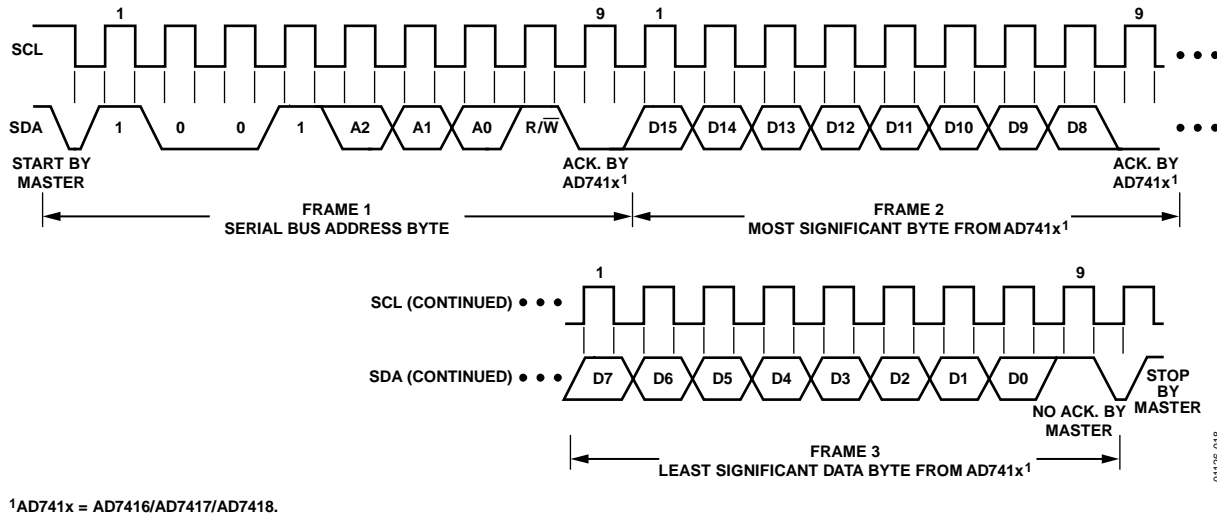 1 9 1 9
SCL
SDA 1 0 0 1 A2 A1 A0 R/W̅ D15 D14 D13 D12 D11 D10 D9 D8
START BY
MASTER
ACK. BY
AD741x1
ACK. BY
AD741x1
FRAME 1
SERIAL BUS ADDRESS BYTE
FRAME 2
MOST SIGNIFICANT BYTE FROM AD741x1
1 9
SCL (CONTINUED)
SDA (CONTINUED) D7 D6 D5 D4 D3 D2 D1 D0
NO ACK. BY
MASTER
STOP
BY
MASTER
FRAME 3
LEAST SIGNIFICANT DATA BYTE FROM AD741x1
1AD741x = AD7416/AD7417/AD7418.